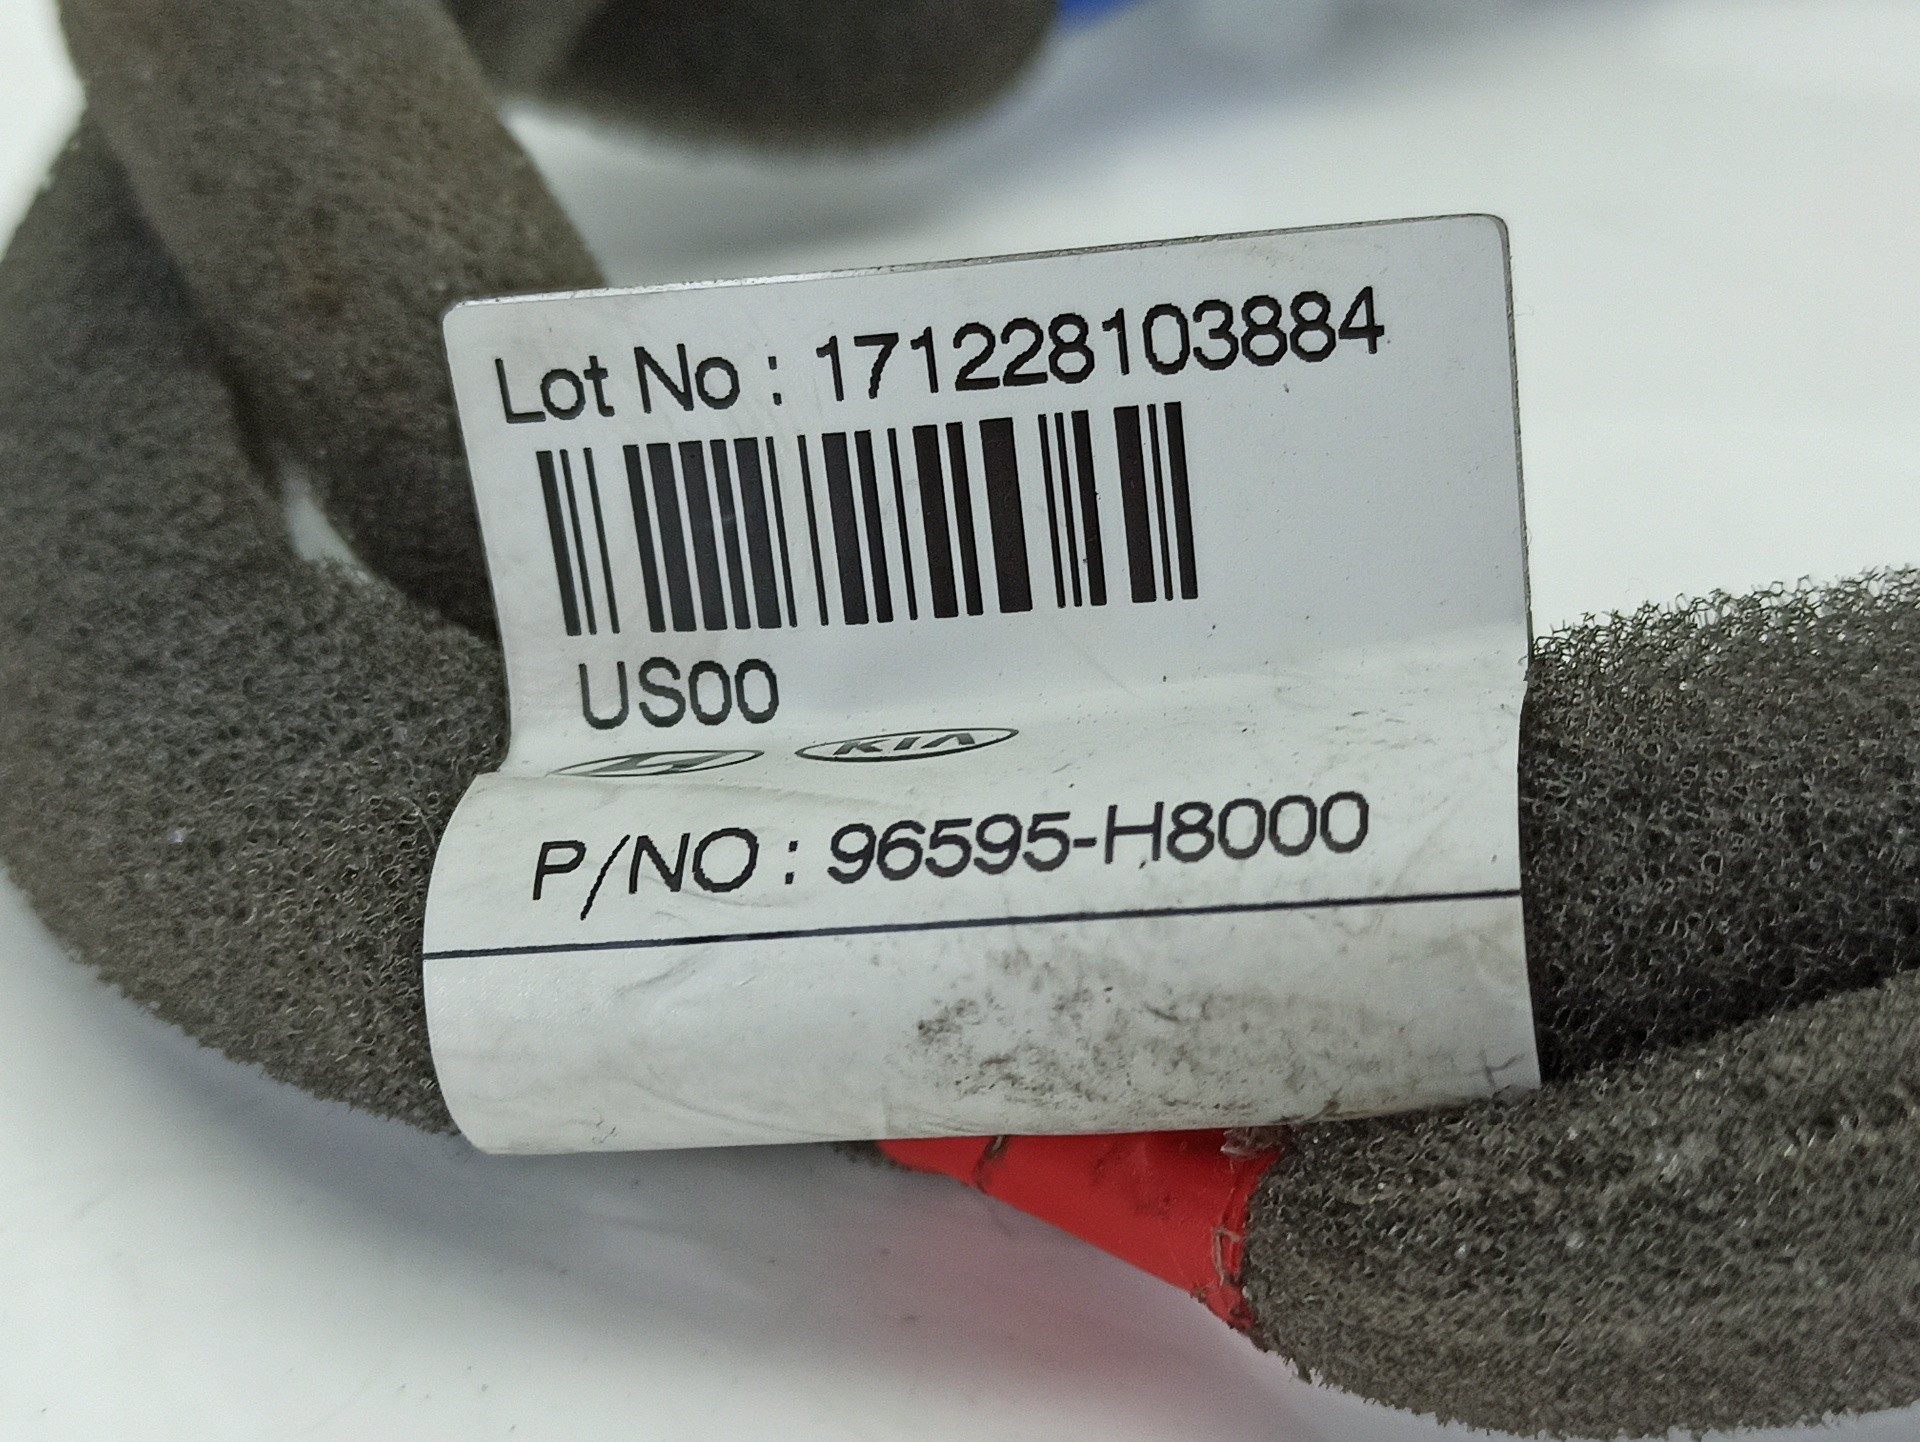 Lot No : 171228103884
US00
KIA
P/NO : 96595-H8000